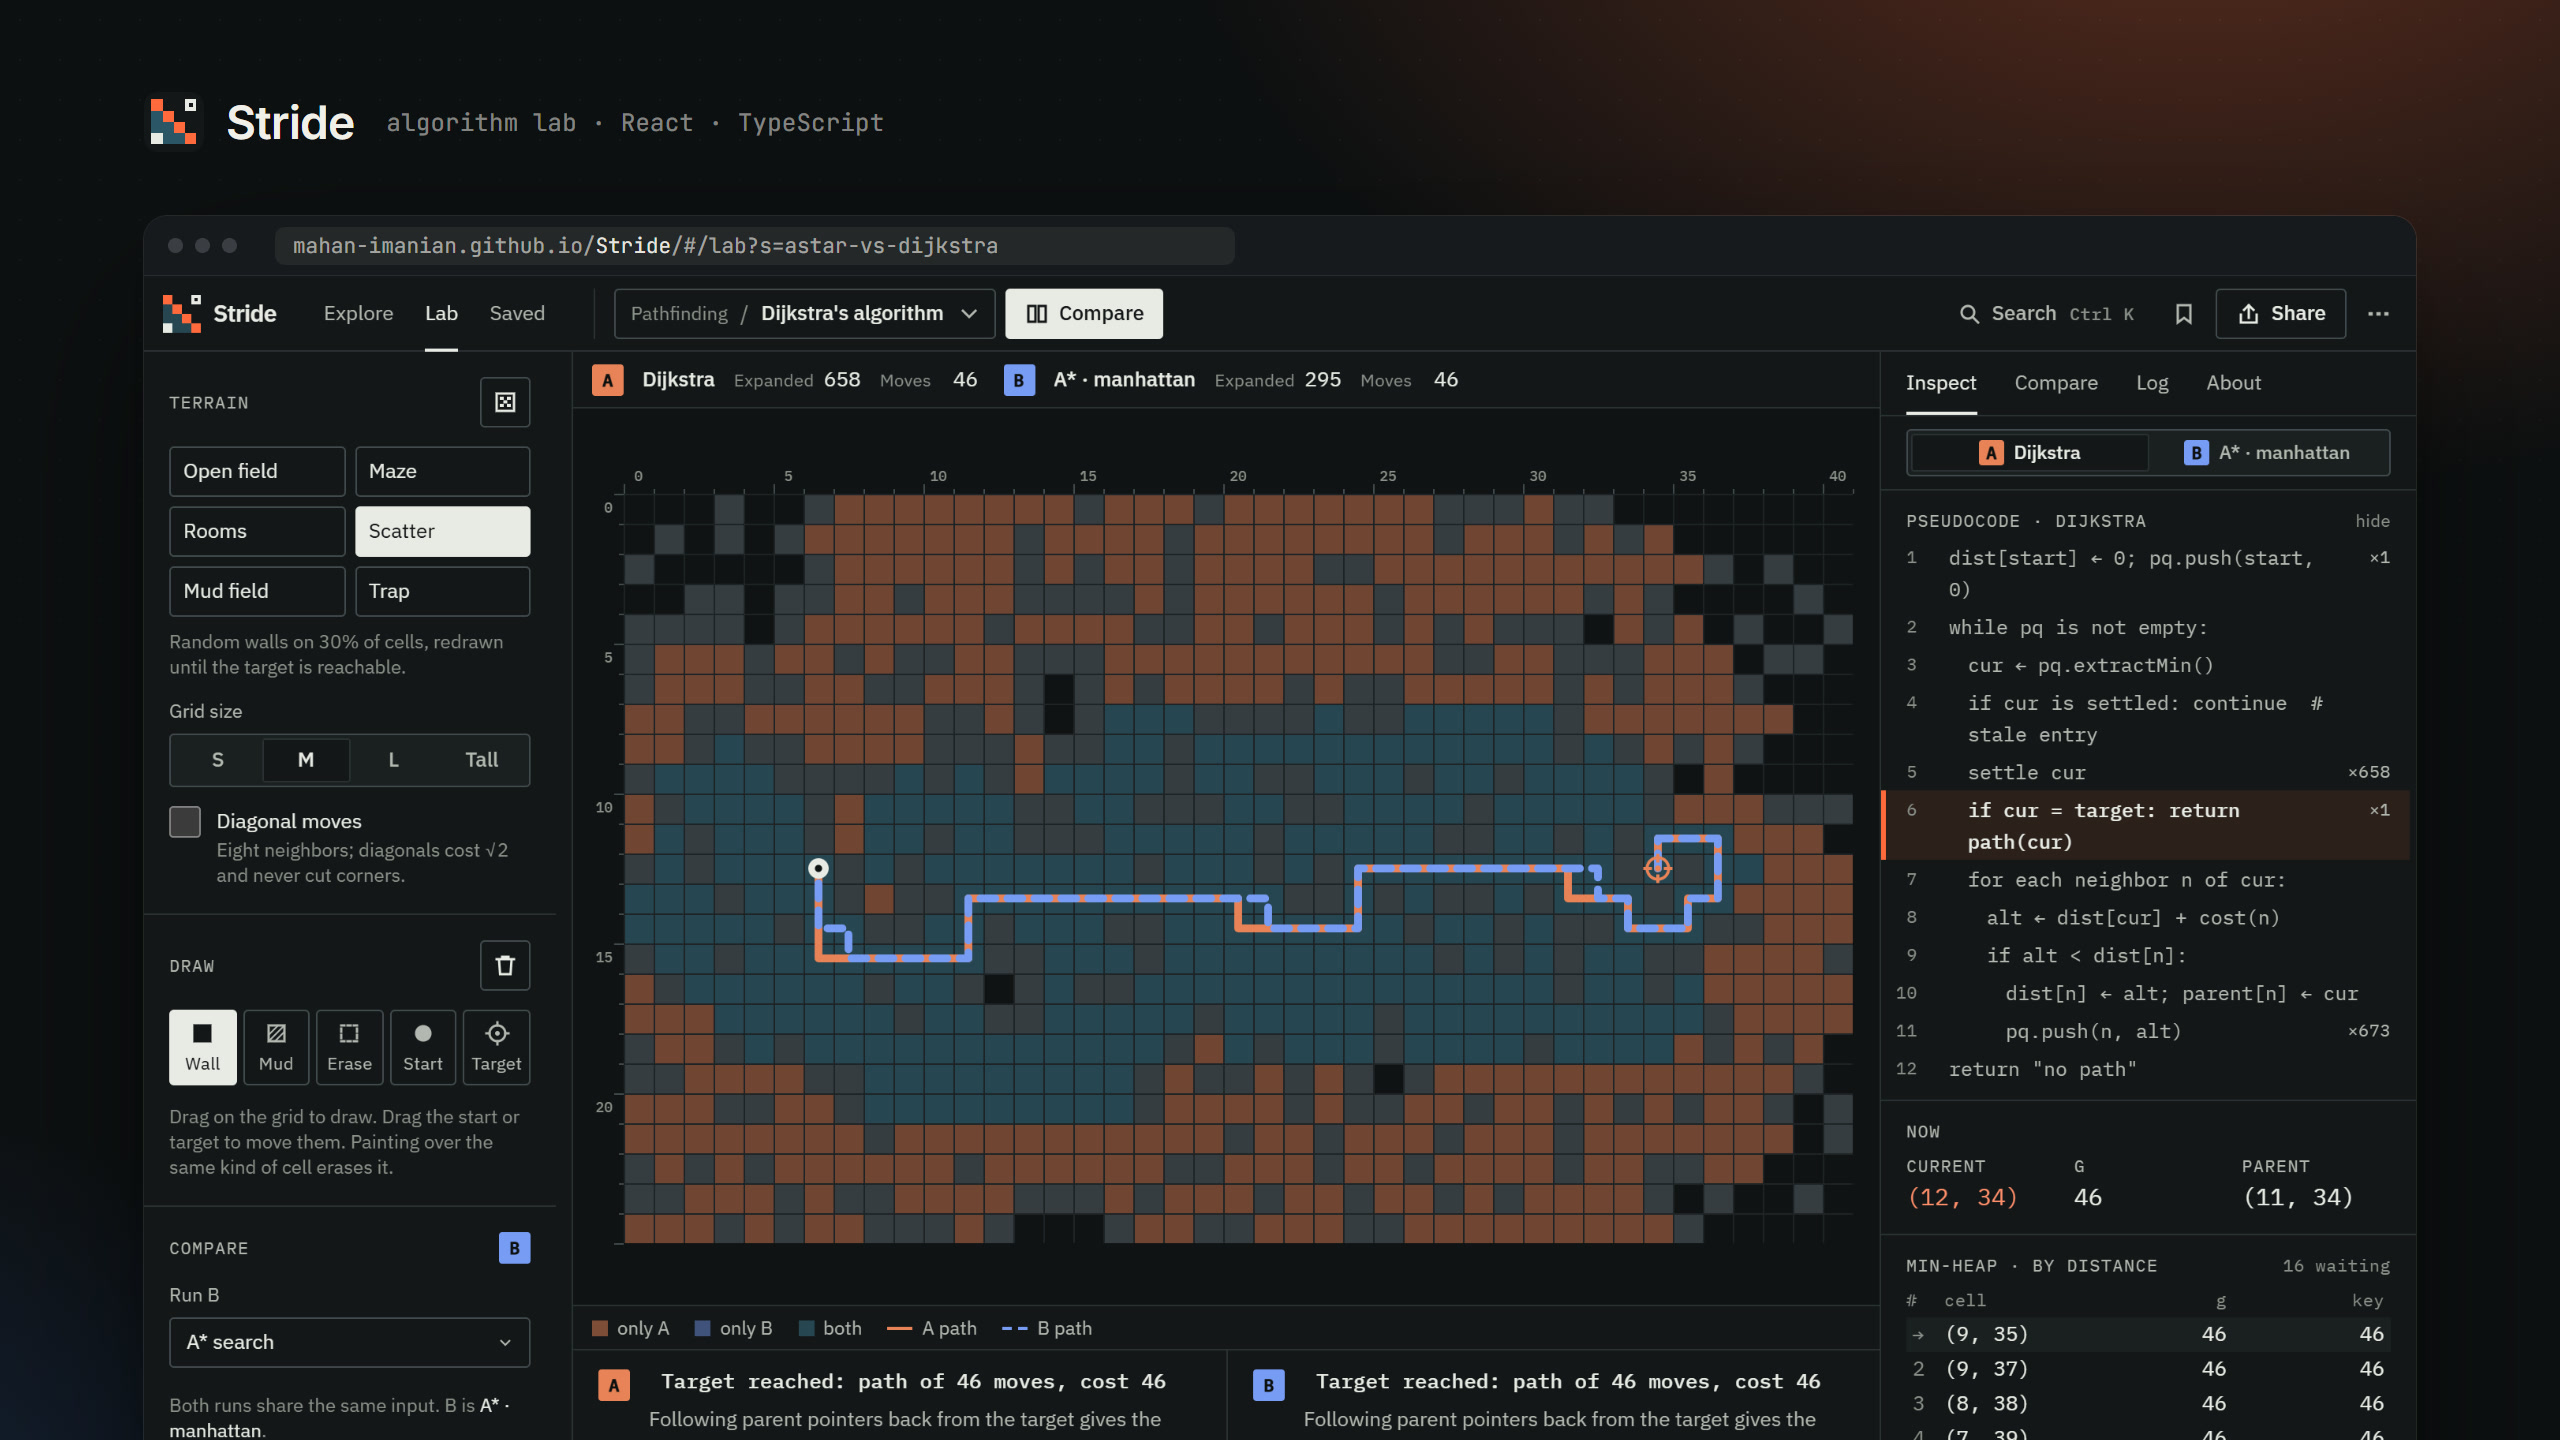 Stride
algorithm lab · React · TypeScript
mahan-imanian.github.io/Stride/#/lab?s=astar-vs-dijkstra
Stride
Explore
Lab
Saved
Pathfinding / Dijkstra's algorithm
Compare
Search Ctrl K
Share
TERRAIN
Open field
Maze
Rooms
Scatter
Mud field
Trap
Random walls on 30% of cells, redrawn
until the target is reachable.
Grid size
S
M
L
Tall
Diagonal moves
Eight neighbors; diagonals cost √2
and never cut corners.
DRAW
Wall
Mud
Erase
Start
Target
Drag on the grid to draw. Drag the start or
target to move them. Painting over the
same kind of cell erases it.
COMPARE
B
Run B
A* search
Both runs share the same input. B is A* ·
manhattan.
A Dijkstra Expanded 658 Moves 46
B A* · manhattan Expanded 295 Moves 46
0 5 10 15 20 25 30 35 40
0
5
10
15
20
only A
only B
both
A path
B path
A Target reached: path of 46 moves, cost 46
Following parent pointers back from the target gives the
B Target reached: path of 46 moves, cost 46
Following parent pointers back from the target gives the
Inspect
Compare
Log
About
A Dijkstra
B A* · manhattan
PSEUDOCODE · DIJKSTRA hide
1 dist[start] ← 0; pq.push(start, ×1
0)
2 while pq is not empty:
3 cur ← pq.extractMin()
4 if cur is settled: continue #
stale entry
5 settle cur ×658
6 if cur = target: return ×1
path(cur)
7 for each neighbor n of cur:
8 alt ← dist[cur] + cost(n)
9 if alt < dist[n]:
10 dist[n] ← alt; parent[n] ← cur
11 pq.push(n, alt) ×673
12 return "no path"
NOW
CURRENT G PARENT
(12, 34) 46 (11, 34)
MIN-HEAP · BY DISTANCE 16 waiting
# cell g key
→ (9, 35) 46 46
2 (9, 37) 46 46
3 (8, 38) 46 46
4 (7, 39) 46 46